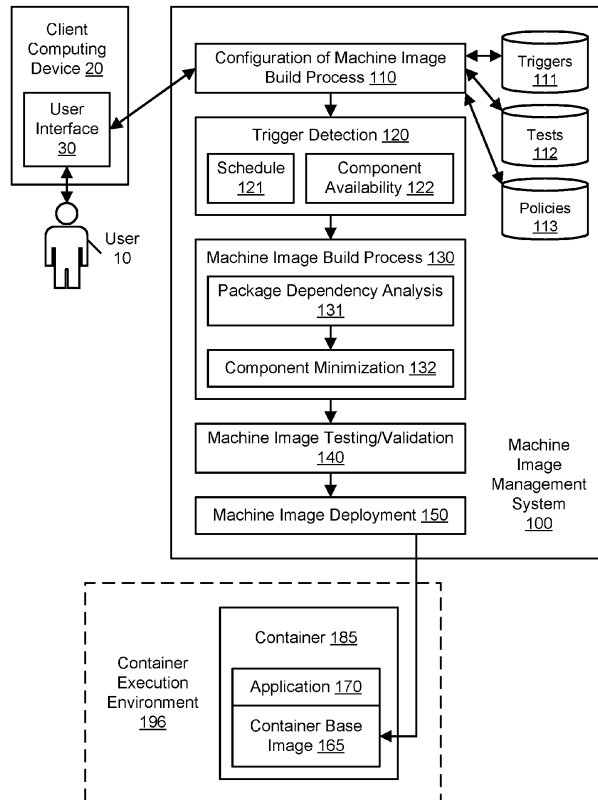 Client
Computing
Device 20
User
Interface
30
User
10
Configuration of Machine Image
Build Process 110
Triggers
111
Tests
112
Policies
113
Trigger Detection 120
Schedule
121
Component
Availability 122
Machine Image Build Process 130
Package Dependency Analysis
131
Component Minimization 132
Machine Image Testing/Validation
140
Machine Image Deployment 150
Machine
Image
Management
System
100
Container
Execution
Environment
196
Container 185
Application 170
Container Base
Image 165